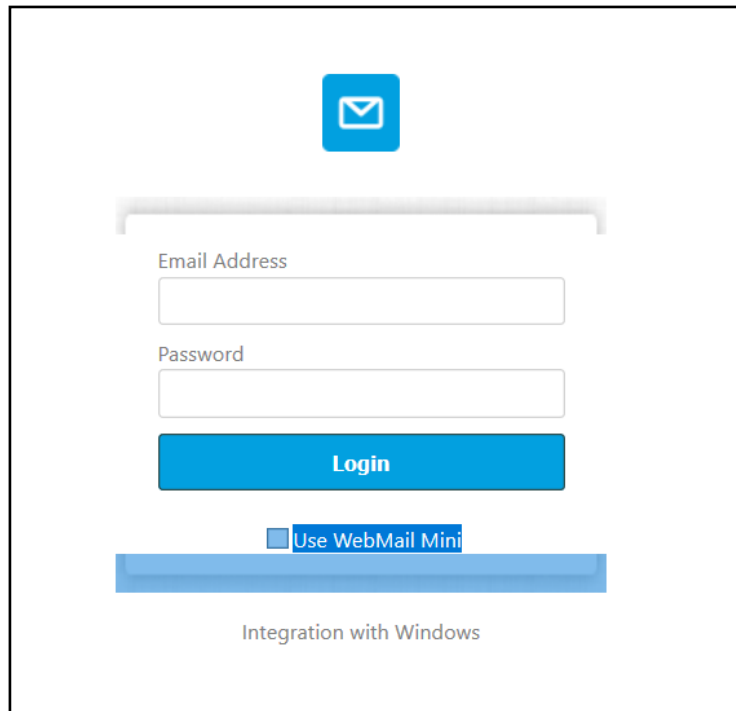 Email Address
Password
Login
Use WebMail Mini
Integration with Windows